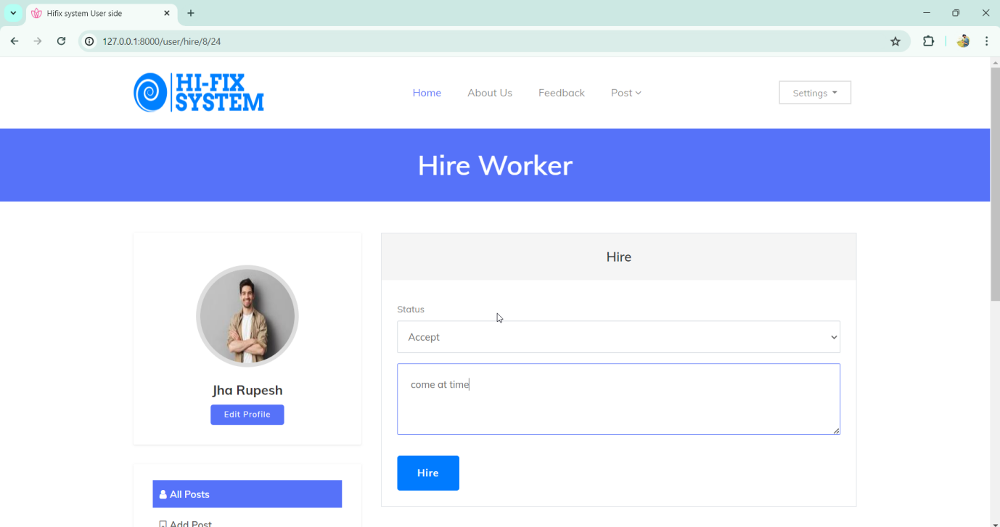 Hifix system User side
127.0.0.1:8000/user/hire/8/24
HI-FIX
SYSTEM
Home About Us Feedback Post Settings
Hire Worker
Hire
Status
Accept
come at time
Hire
Jha Rupesh
Edit Profile
All Posts
Add Post